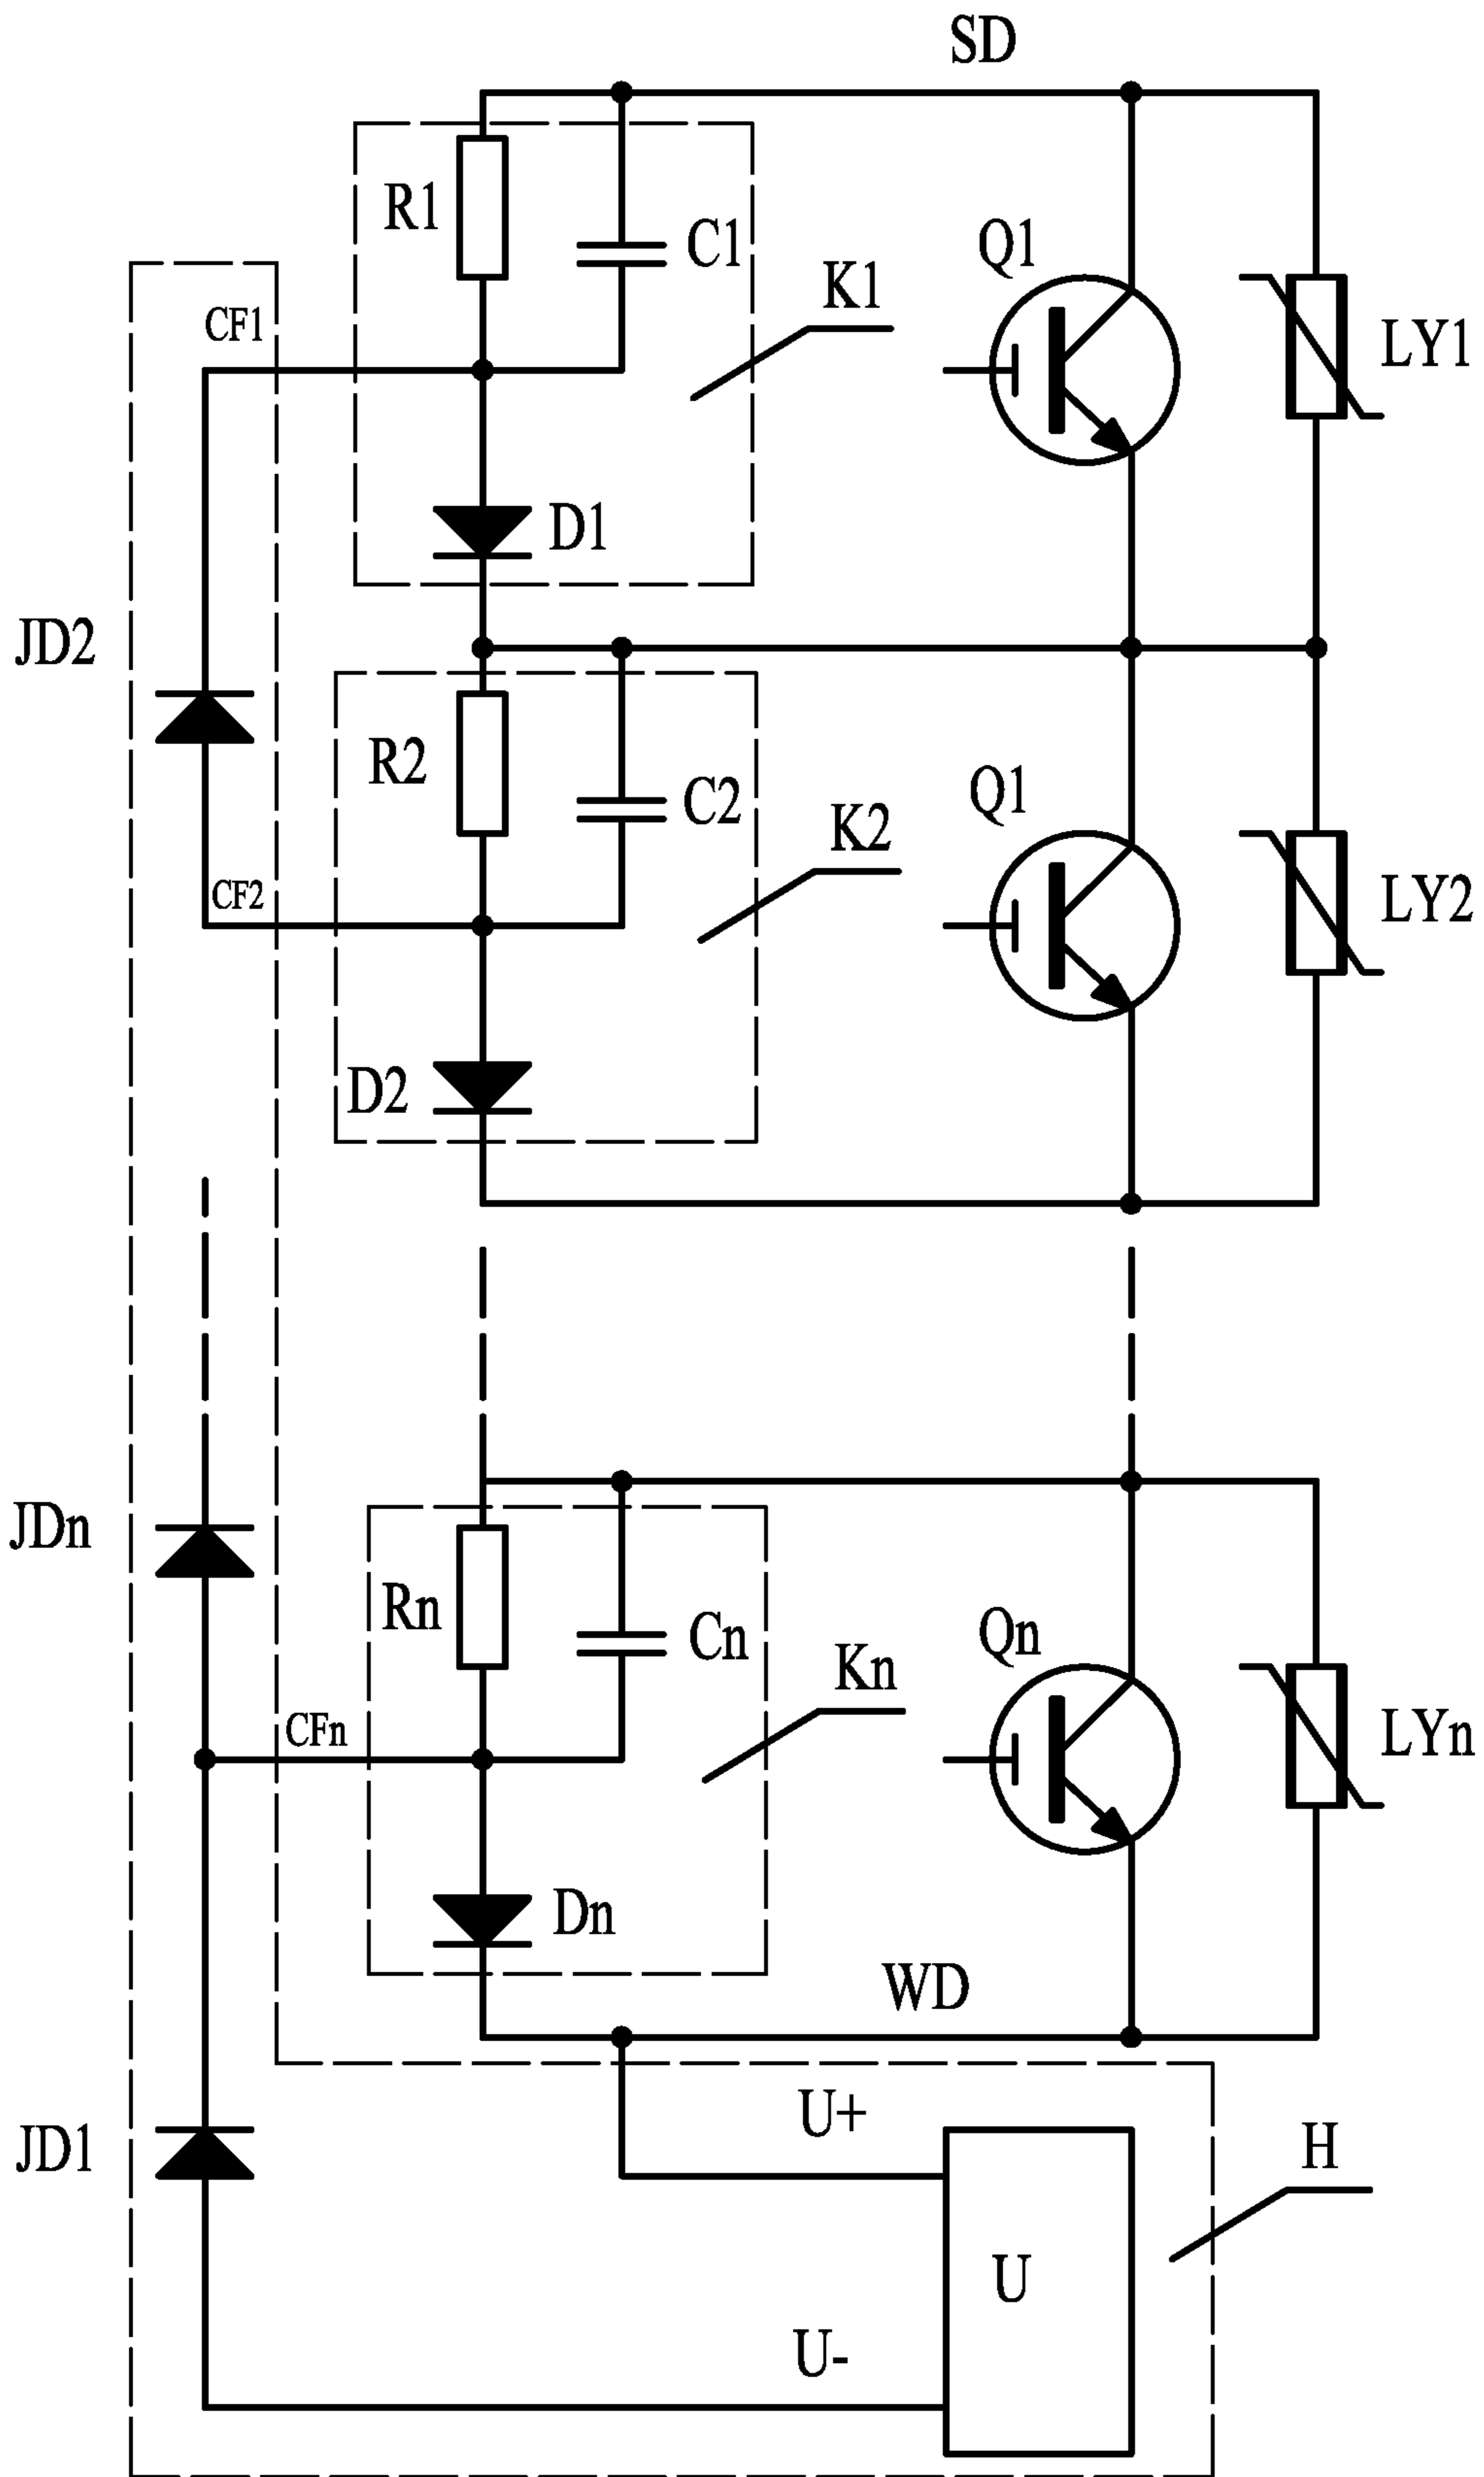 SD
R1
C1
Q1
K1
CF1
LY1
D1
JD2
R2
C2
Q1
K2
CF2
LY2
D2
JDn
Rn
Cn
Qn
Kn
CFn
LYn
Dn
WD
U+
JD1
H
U
U-